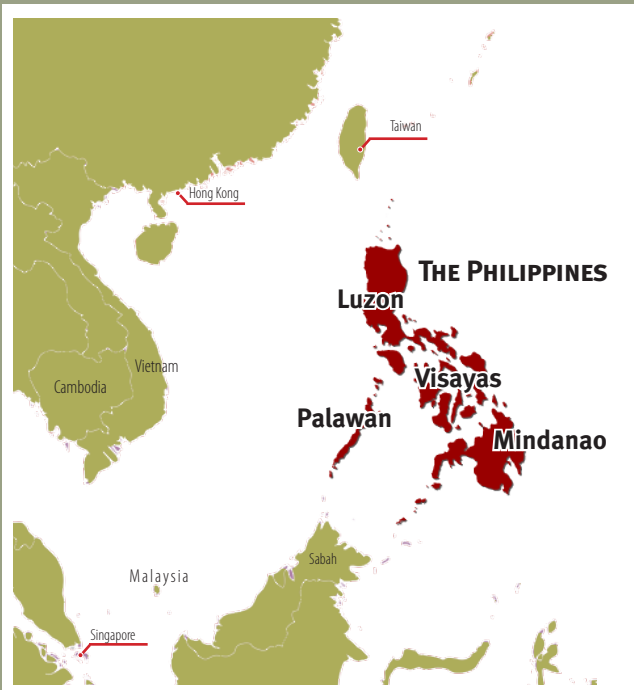 Taiwan
Hong Kong
THE PHILIPPINES
Luzon
Vietnam
Visayas
Cambodia
Palawan
Mindanao
Sabah
Malaysia
Singapore